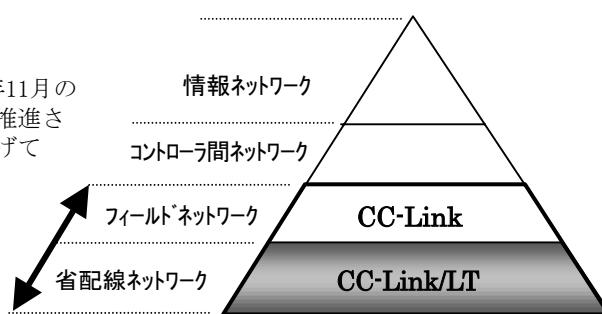 情報ネットワーク
年11月の
推進さ
げて
コントローラ間ネットワーク
フィールドネットワーク
CC-Link
省配線ネットワーク
CC-Link/LT